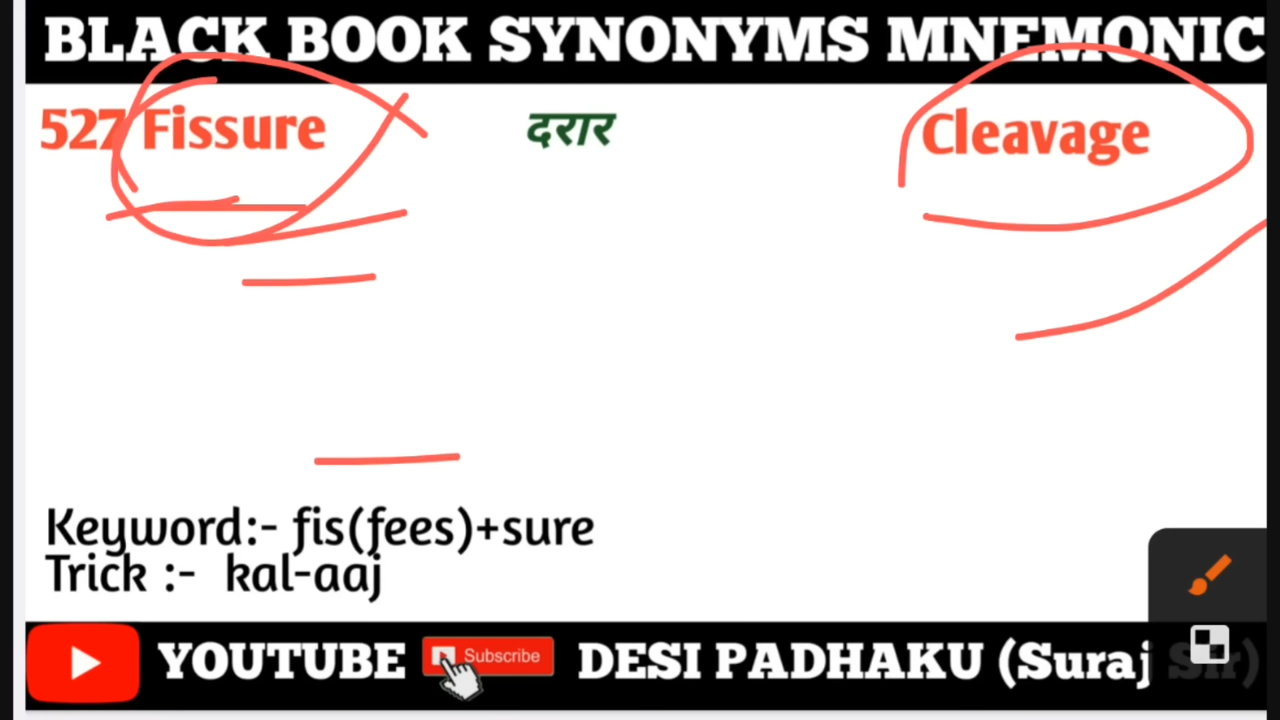 BLACK BOOK SYNONYMS MNEMONIC
527 Fissure दरार Cleavage
Keyword:- fis(fees)+sure
Trick :- kal-aaj
YOUTUBE Subscribe DESI PADHAKU (Suraj Sir)